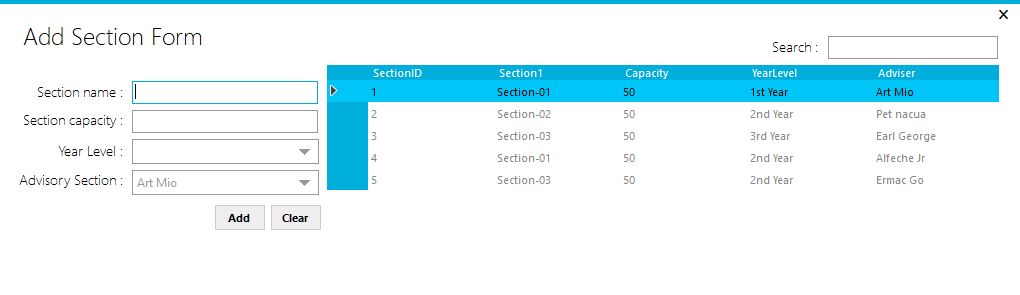 X
Add Section Form
Search :
SectionID Section1 Capacity YearLevel Adviser
1 Section-01 50 1st Year Art Mio
2 Section-02 50 2nd Year Pet nacua
3 Section-03 50 3rd Year Earl George
4 Section-01 50 2nd Year Alfeche Jr
5 Section-03 50 2nd Year Ermac Go
Section name :
Section capacity :
Year Level :
Advisory Section : Art Mio
Add Clear